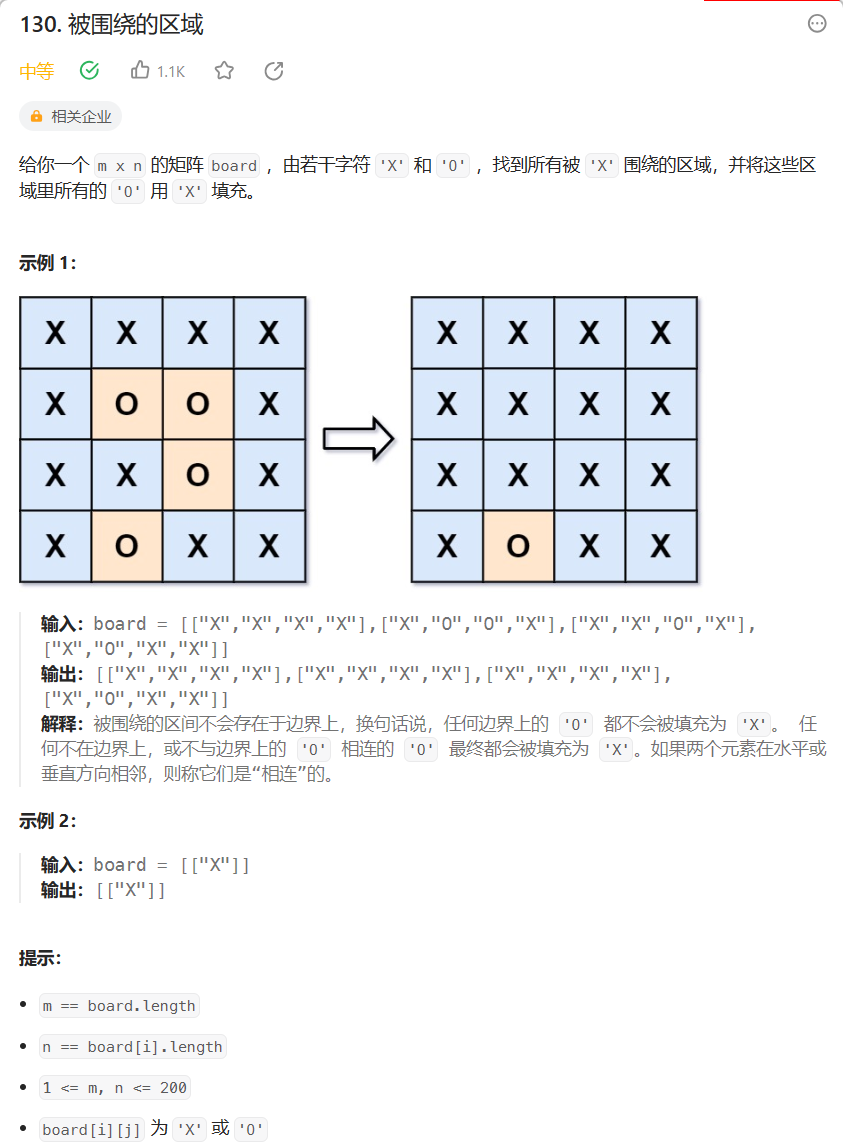 130. 被围绕的区域
中等 1.1K
相关企业
给你一个 m x n 的矩阵 board ，由若干字符 'X' 和 'O' ，找到所有被 'X' 围绕的区域，并将这些区
域里所有的 'O' 用 'X' 填充。
示例 1：
X X X X X X X X
X O O X X X X X
X X O X X X X X
X O X X X O X X
输入：board = [["X","X","X","X"],["X","O","O","X"],["X","X","O","X"],
["X","O","X","X"]]
输出：[["X","X","X","X"],["X","X","X","X"],["X","X","X","X"],
["X","O","X","X"]]
解释：被围绕的区间不会存在于边界上，换句话说，任何边界上的 'O' 都不会被填充为 'X'。 任
何不在边界上，或不与边界上的 'O' 相连的 'O' 最终都会被填充为 'X'。如果两个元素在水平或
垂直方向相邻，则称它们是“相连”的。
示例 2：
输入：board = [["X"]]
输出：[["X"]]
提示：
• m == board.length
• n == board[i].length
• 1 <= m, n <= 200
• board[i][j] 为 'X' 或 'O'